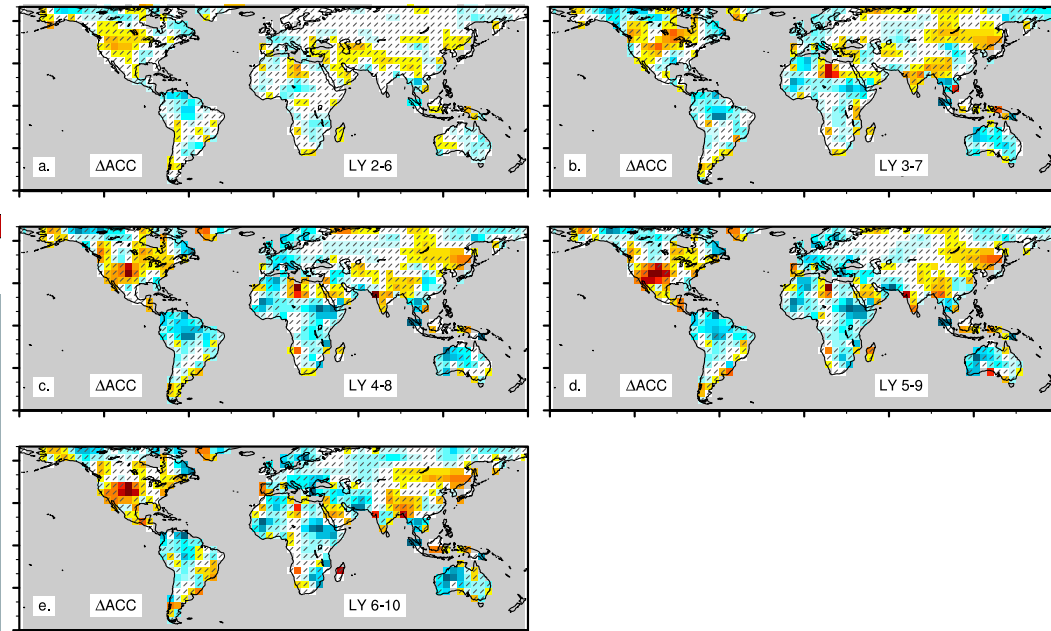 a. ΔACC LY 2-6
b. ΔACC LY 3-7
c. ΔACC LY 4-8
d. ΔACC LY 5-9
e. ΔACC LY 6-10